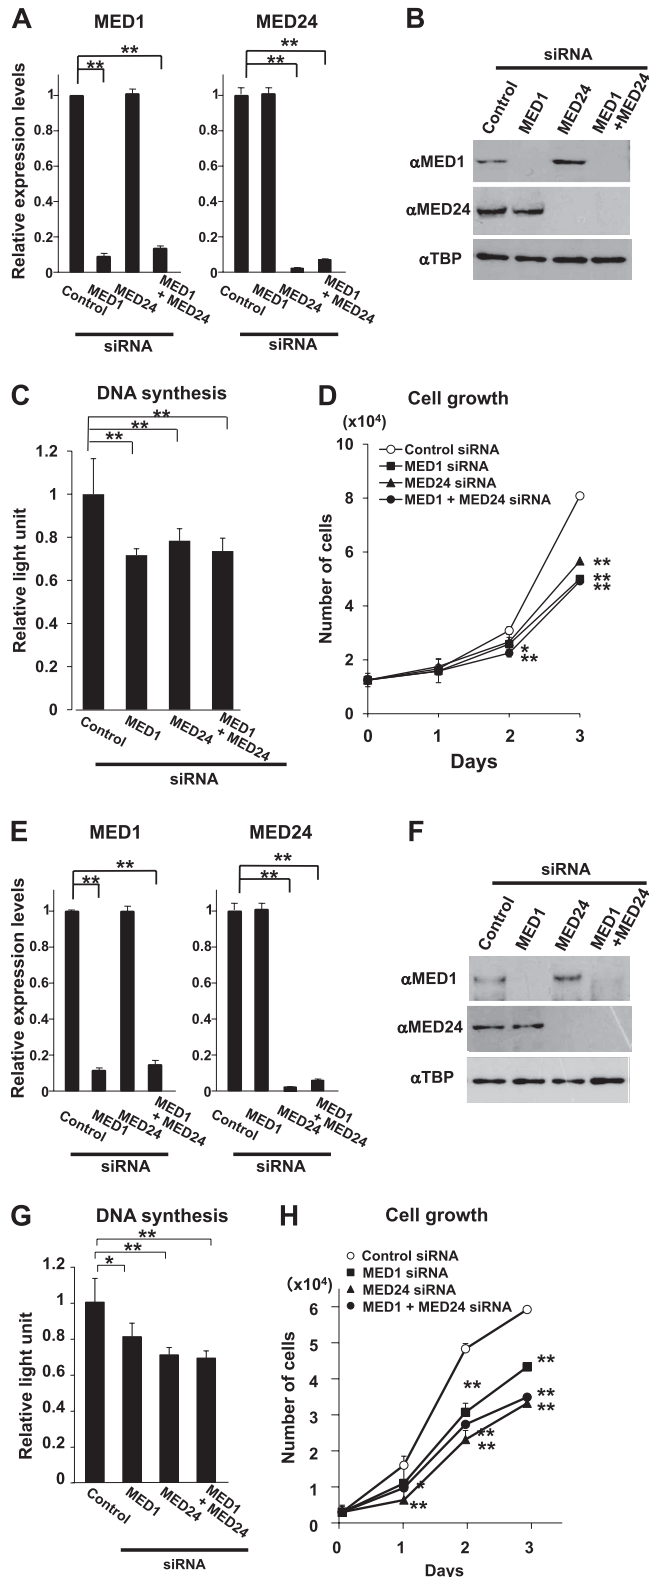 A
MED1
MED24
**
**
**
**
Relative expression levels
1
0.8
0.6
0.4
0.2
0
1
0.8
0.6
0.4
0.2
0
Control
MED1
MED24
MED1
+ MED24
Control
MED1
MED24
MED1
+ MED24
siRNA
siRNA
B
siRNA
Control
MED1
MED24
MED1
+MED24
αMED1
αMED24
αTBP
C
DNA synthesis
**
**
**
Relative light unit
1.2
1
0.8
0.6
0.4
0.2
0
Control
MED1
MED24
MED1
+ MED24
siRNA
D
Cell growth
(x10⁴)
Control siRNA
MED1 siRNA
MED24 siRNA
MED1 + MED24 siRNA
Number of cells
10
8
6
4
2
0
**
**
**
*
**
0
1
2
3
Days
E
MED1
MED24
**
**
**
**
Relative expression levels
1
0.8
0.6
0.4
0.2
0
1
0.8
0.6
0.4
0.2
0
Control
MED1
MED24
MED1
+ MED24
Control
MED1
MED24
MED1
+ MED24
siRNA
siRNA
F
siRNA
Control
MED1
MED24
MED1
+MED24
αMED1
αMED24
αTBP
G
DNA synthesis
**
**
*
Relative light unit
1.2
1
0.8
0.6
0.4
0.2
0
Control
MED1
MED24
MED1
+ MED24
siRNA
H
Cell growth
(x10⁴)
Control siRNA
MED1 siRNA
MED24 siRNA
MED1 + MED24 siRNA
Number of cells
6
5
4
3
2
1
0
**
**
**
**
**
**
*
**
0
1
2
3
Days